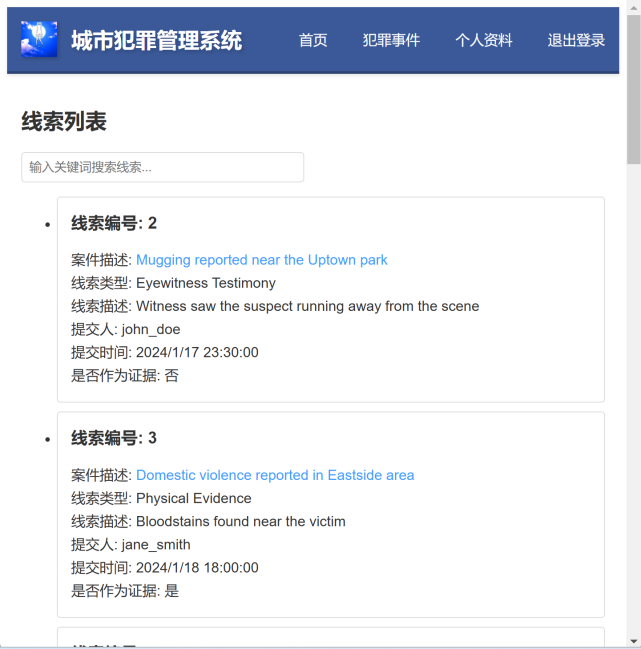 城市犯罪管理系统 首页 犯罪事件 个人资料 退出登录
线索列表
输入关键词搜索线索...
线索编号: 2
案件描述: Mugging reported near the Uptown park
线索类型: Eyewitness Testimony
线索描述: Witness saw the suspect running away from the scene
提交人: john_doe
提交时间: 2024/1/17 23:30:00
是否作为证据: 否
线索编号: 3
案件描述: Domestic violence reported in Eastside area
线索类型: Physical Evidence
线索描述: Bloodstains found near the victim
提交人: jane_smith
提交时间: 2024/1/18 18:00:00
是否作为证据: 是